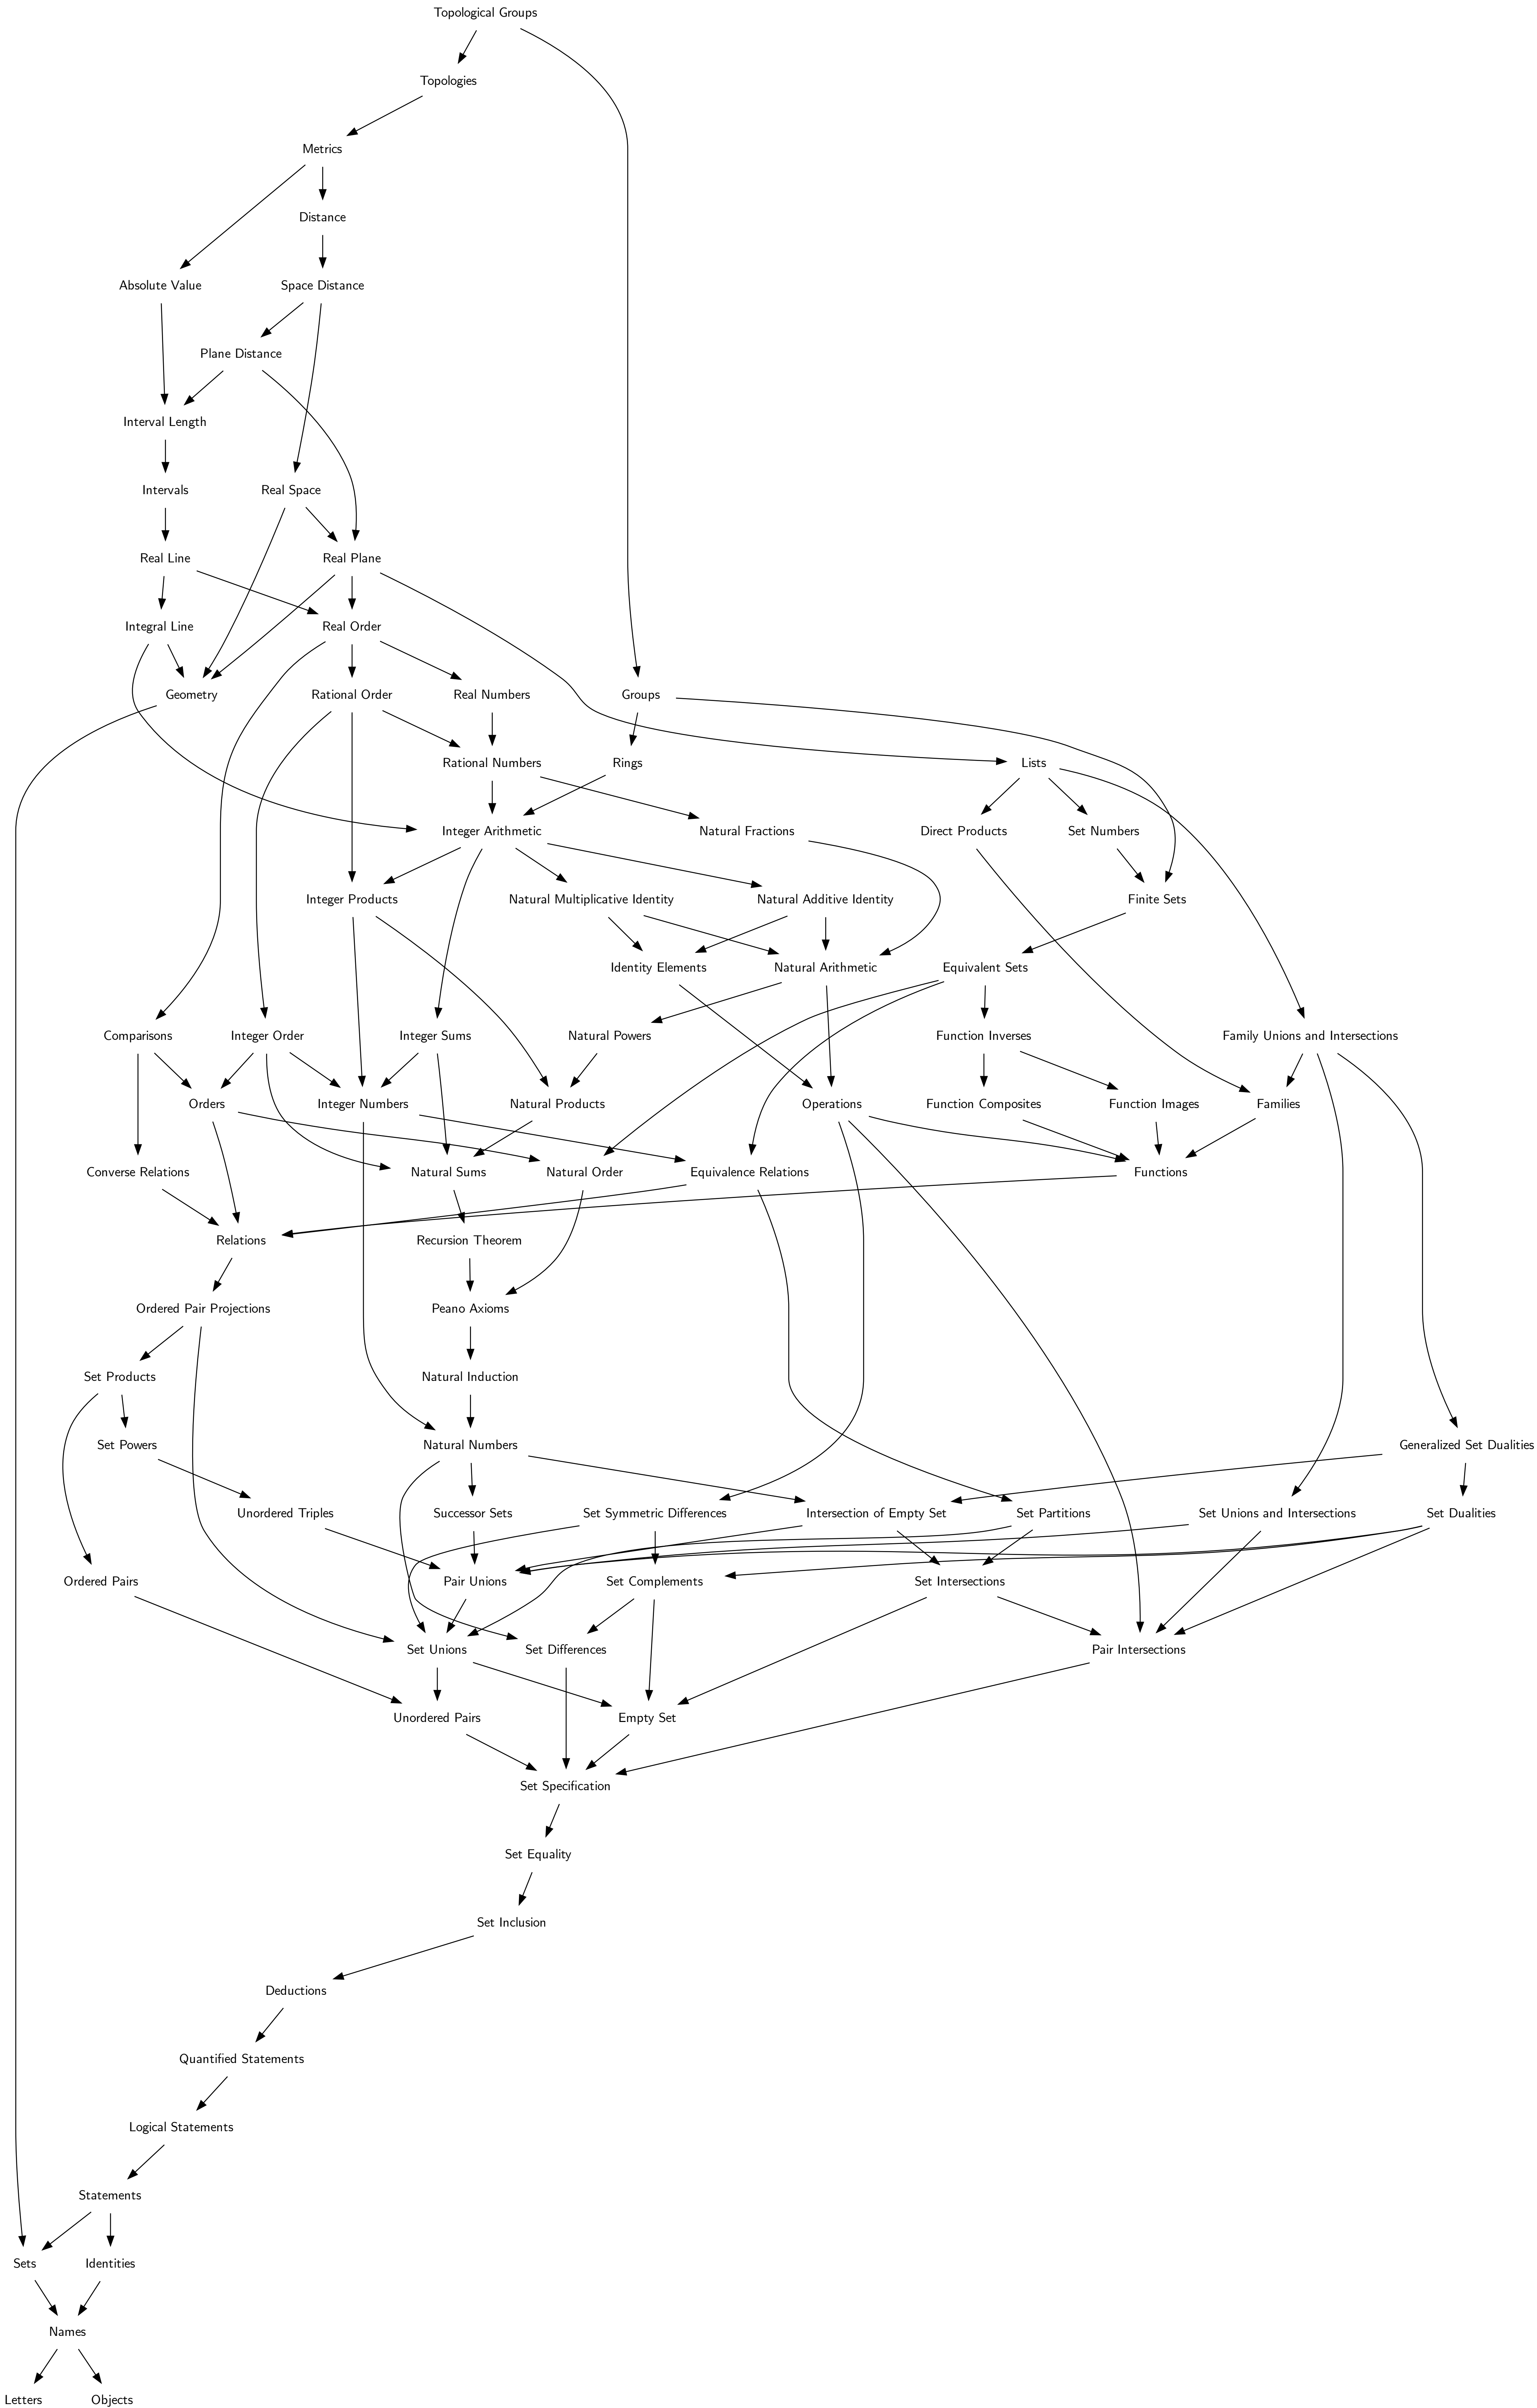 Topological Groups
Topologies
Metrics
Distance
Absolute Value
Space Distance
Plane Distance
Interval Length
Intervals
Real Space
Real Line
Real Plane
Integral Line
Real Order
Geometry
Rational Order
Real Numbers
Groups
Rational Numbers
Rings
Lists
Integer Arithmetic
Natural Fractions
Direct Products
Set Numbers
Integer Products
Natural Multiplicative Identity
Natural Additive Identity
Finite Sets
Identity Elements
Natural Arithmetic
Equivalent Sets
Comparisons
Integer Order
Integer Sums
Natural Powers
Function Inverses
Family Unions and Intersections
Orders
Integer Numbers
Natural Products
Operations
Function Composites
Function Images
Families
Converse Relations
Natural Sums
Natural Order
Equivalence Relations
Functions
Relations
Recursion Theorem
Ordered Pair Projections
Peano Axioms
Set Products
Natural Induction
Set Powers
Natural Numbers
Generalized Set Dualities
Unordered Triples
Successor Sets
Set Symmetric Differences
Intersection of Empty Set
Set Partitions
Set Unions and Intersections
Set Dualities
Ordered Pairs
Pair Unions
Set Complements
Set Intersections
Set Unions
Set Differences
Pair Intersections
Unordered Pairs
Empty Set
Set Specification
Set Equality
Set Inclusion
Deductions
Quantified Statements
Logical Statements
Statements
Sets
Identities
Names
Letters
Objects